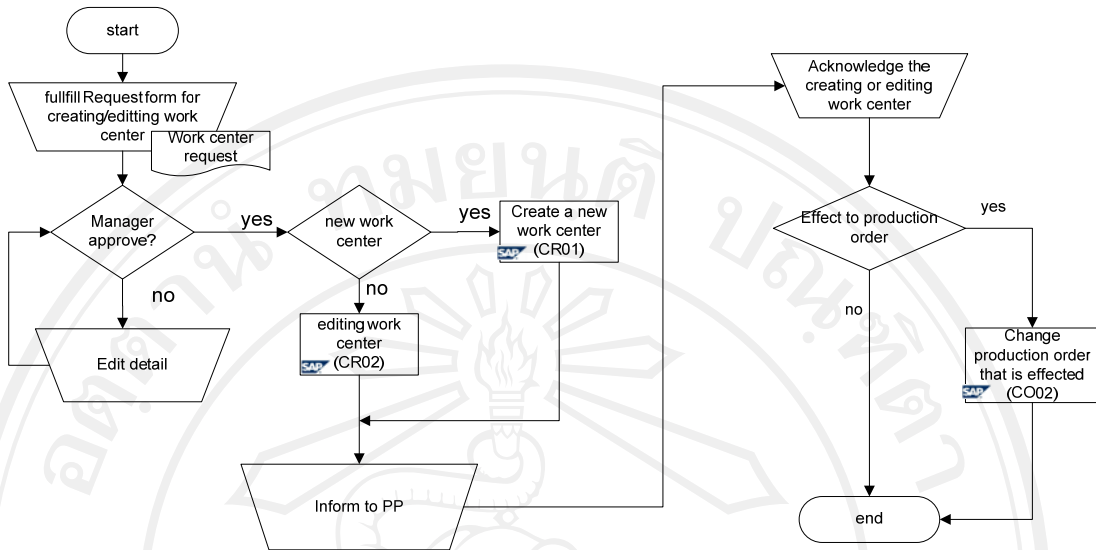 start
fullfill Request form for
creating/editting work
center
Work center
request
Manager
approve?
yes
no
Edit detail
new work
center
yes
no
Create a new
work center
(CR01)
SAP
editing work
center
(CR02)
SAP
Inform to PP
Acknowledge the
creating or editing
work center
Effect to production
order
yes
no
Change
production order
that is effected
(CO02)
SAP
end